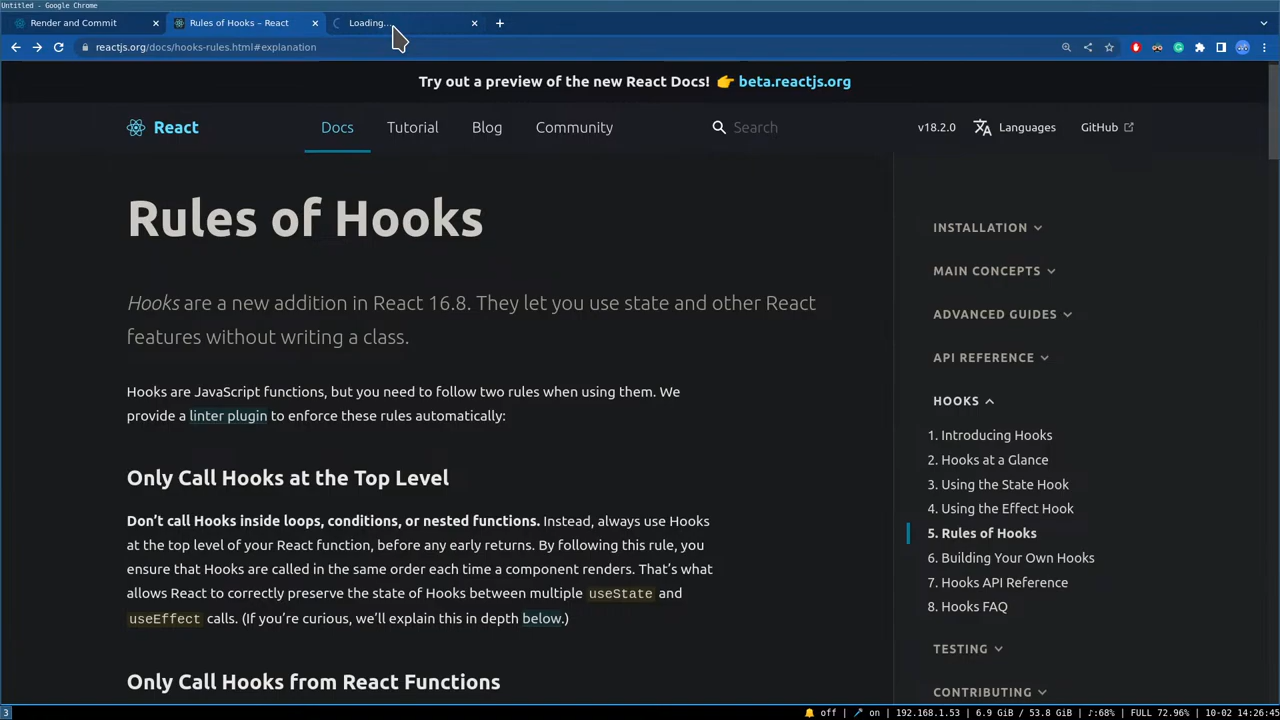 Untitled - Google Chrome
Render and Commit
Rules of Hooks – React
Loading...
reactjs.org/docs/hooks-rules.html#explanation
Try out a preview of the new React Docs! 👉 beta.reactjs.org
React
Docs
Tutorial
Blog
Community
Search
v18.2.0
Languages
GitHub
Rules of Hooks
Hooks are a new addition in React 16.8. They let you use state and other React
features without writing a class.
Hooks are JavaScript functions, but you need to follow two rules when using them. We
provide a linter plugin to enforce these rules automatically:
Only Call Hooks at the Top Level
Don’t call Hooks inside loops, conditions, or nested functions. Instead, always use Hooks
at the top level of your React function, before any early returns. By following this rule, you
ensure that Hooks are called in the same order each time a component renders. That’s what
allows React to correctly preserve the state of Hooks between multiple useState and
useEffect calls. (If you’re curious, we’ll explain this in depth below.)
Only Call Hooks from React Functions
INSTALLATION
MAIN CONCEPTS
ADVANCED GUIDES
API REFERENCE
HOOKS
1. Introducing Hooks
2. Hooks at a Glance
3. Using the State Hook
4. Using the Effect Hook
5. Rules of Hooks
6. Building Your Own Hooks
7. Hooks API Reference
8. Hooks FAQ
TESTING
CONTRIBUTING
3
🔔 off | 🎤 on | 192.168.1.53 | 6.9 GiB / 53.8 GiB | ♪:68% | FULL 72.96% | 10-02 14:26:45